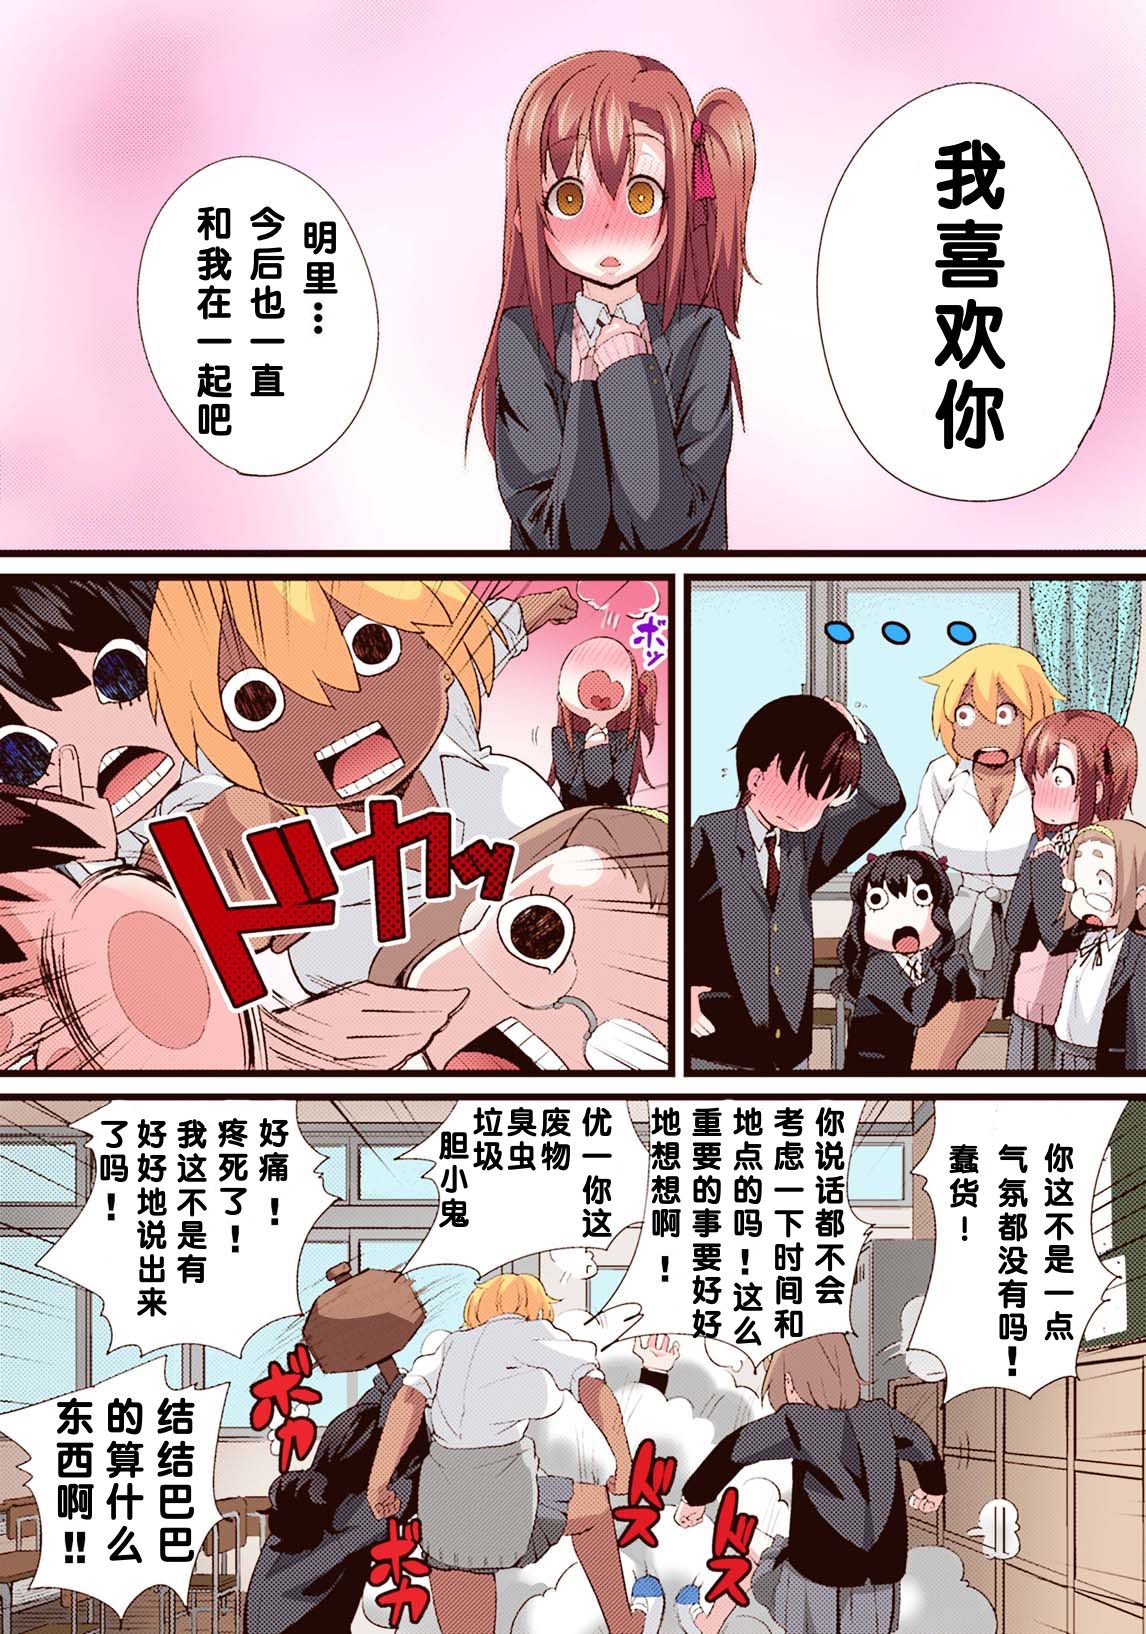 我喜欢你
明里…
今后也一直
和我在一起吧
ボッ
ドカッ
你这不是一点
气氛都没有吗！
蠢货！
你说话都不会
考虑一下时间和
地点的吗！这么
重要的事要好好
地想想啊！
优一你这
废物
臭虫
垃圾
胆小鬼
好痛！
疼死了！
我这不是有
好好地说出来
了吗！
结结巴巴
的算什么
东西啊!!
ボカ
ボカ
ドス
ドス